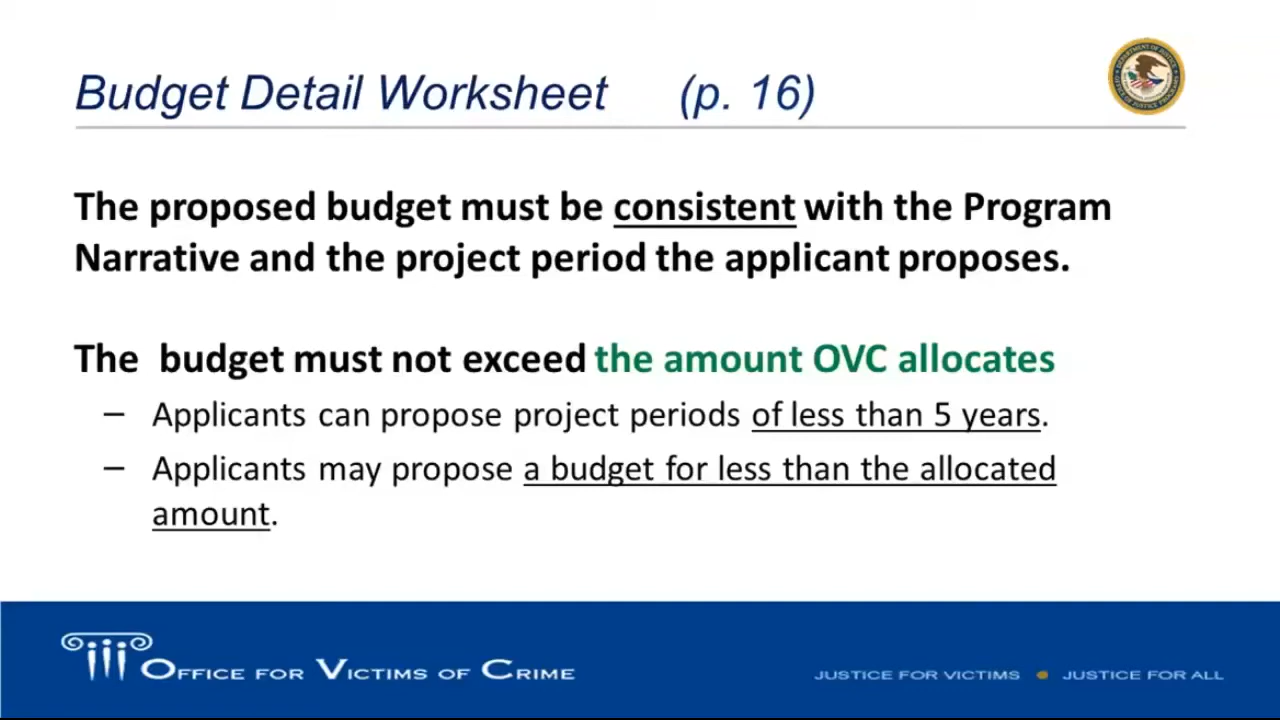 Budget Detail Worksheet (p. 16)
The proposed budget must be consistent with the Program
Narrative and the project period the applicant proposes.
The budget must not exceed the amount OVC allocates
– Applicants can propose project periods of less than 5 years.
– Applicants may propose a budget for less than the allocated
amount.
OFFICE FOR VICTIMS OF CRIME
JUSTICE FOR VICTIMS • JUSTICE FOR ALL